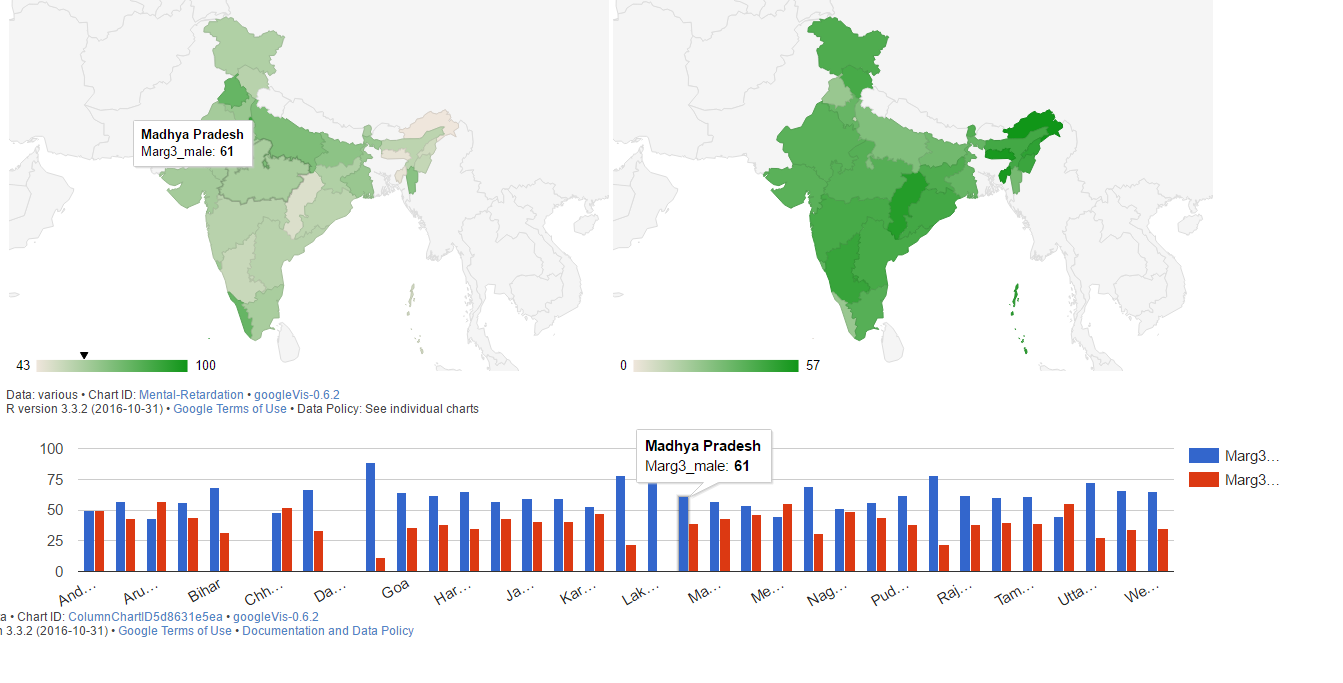 Madhya Pradesh
Marg3_male: 61
43
100
0
57
Data: various • Chart ID: Mental-Retardation • googleVis-0.6.2
R version 3.3.2 (2016-10-31) • Google Terms of Use • Data Policy: See individual charts
Madhya Pradesh
Marg3_male: 61
100
75
50
25
0
Marg3...
Marg3...
And... Aru... Bihar Chh... Da... Goa Har... Ja... Kar... Lak... Ma... Me... Nag... Pud... Raj... Tam... Utta... We...
a • Chart ID: ColumnChartID5d8631e5ea • googleVis-0.6.2
3.3.2 (2016-10-31) • Google Terms of Use • Documentation and Data Policy